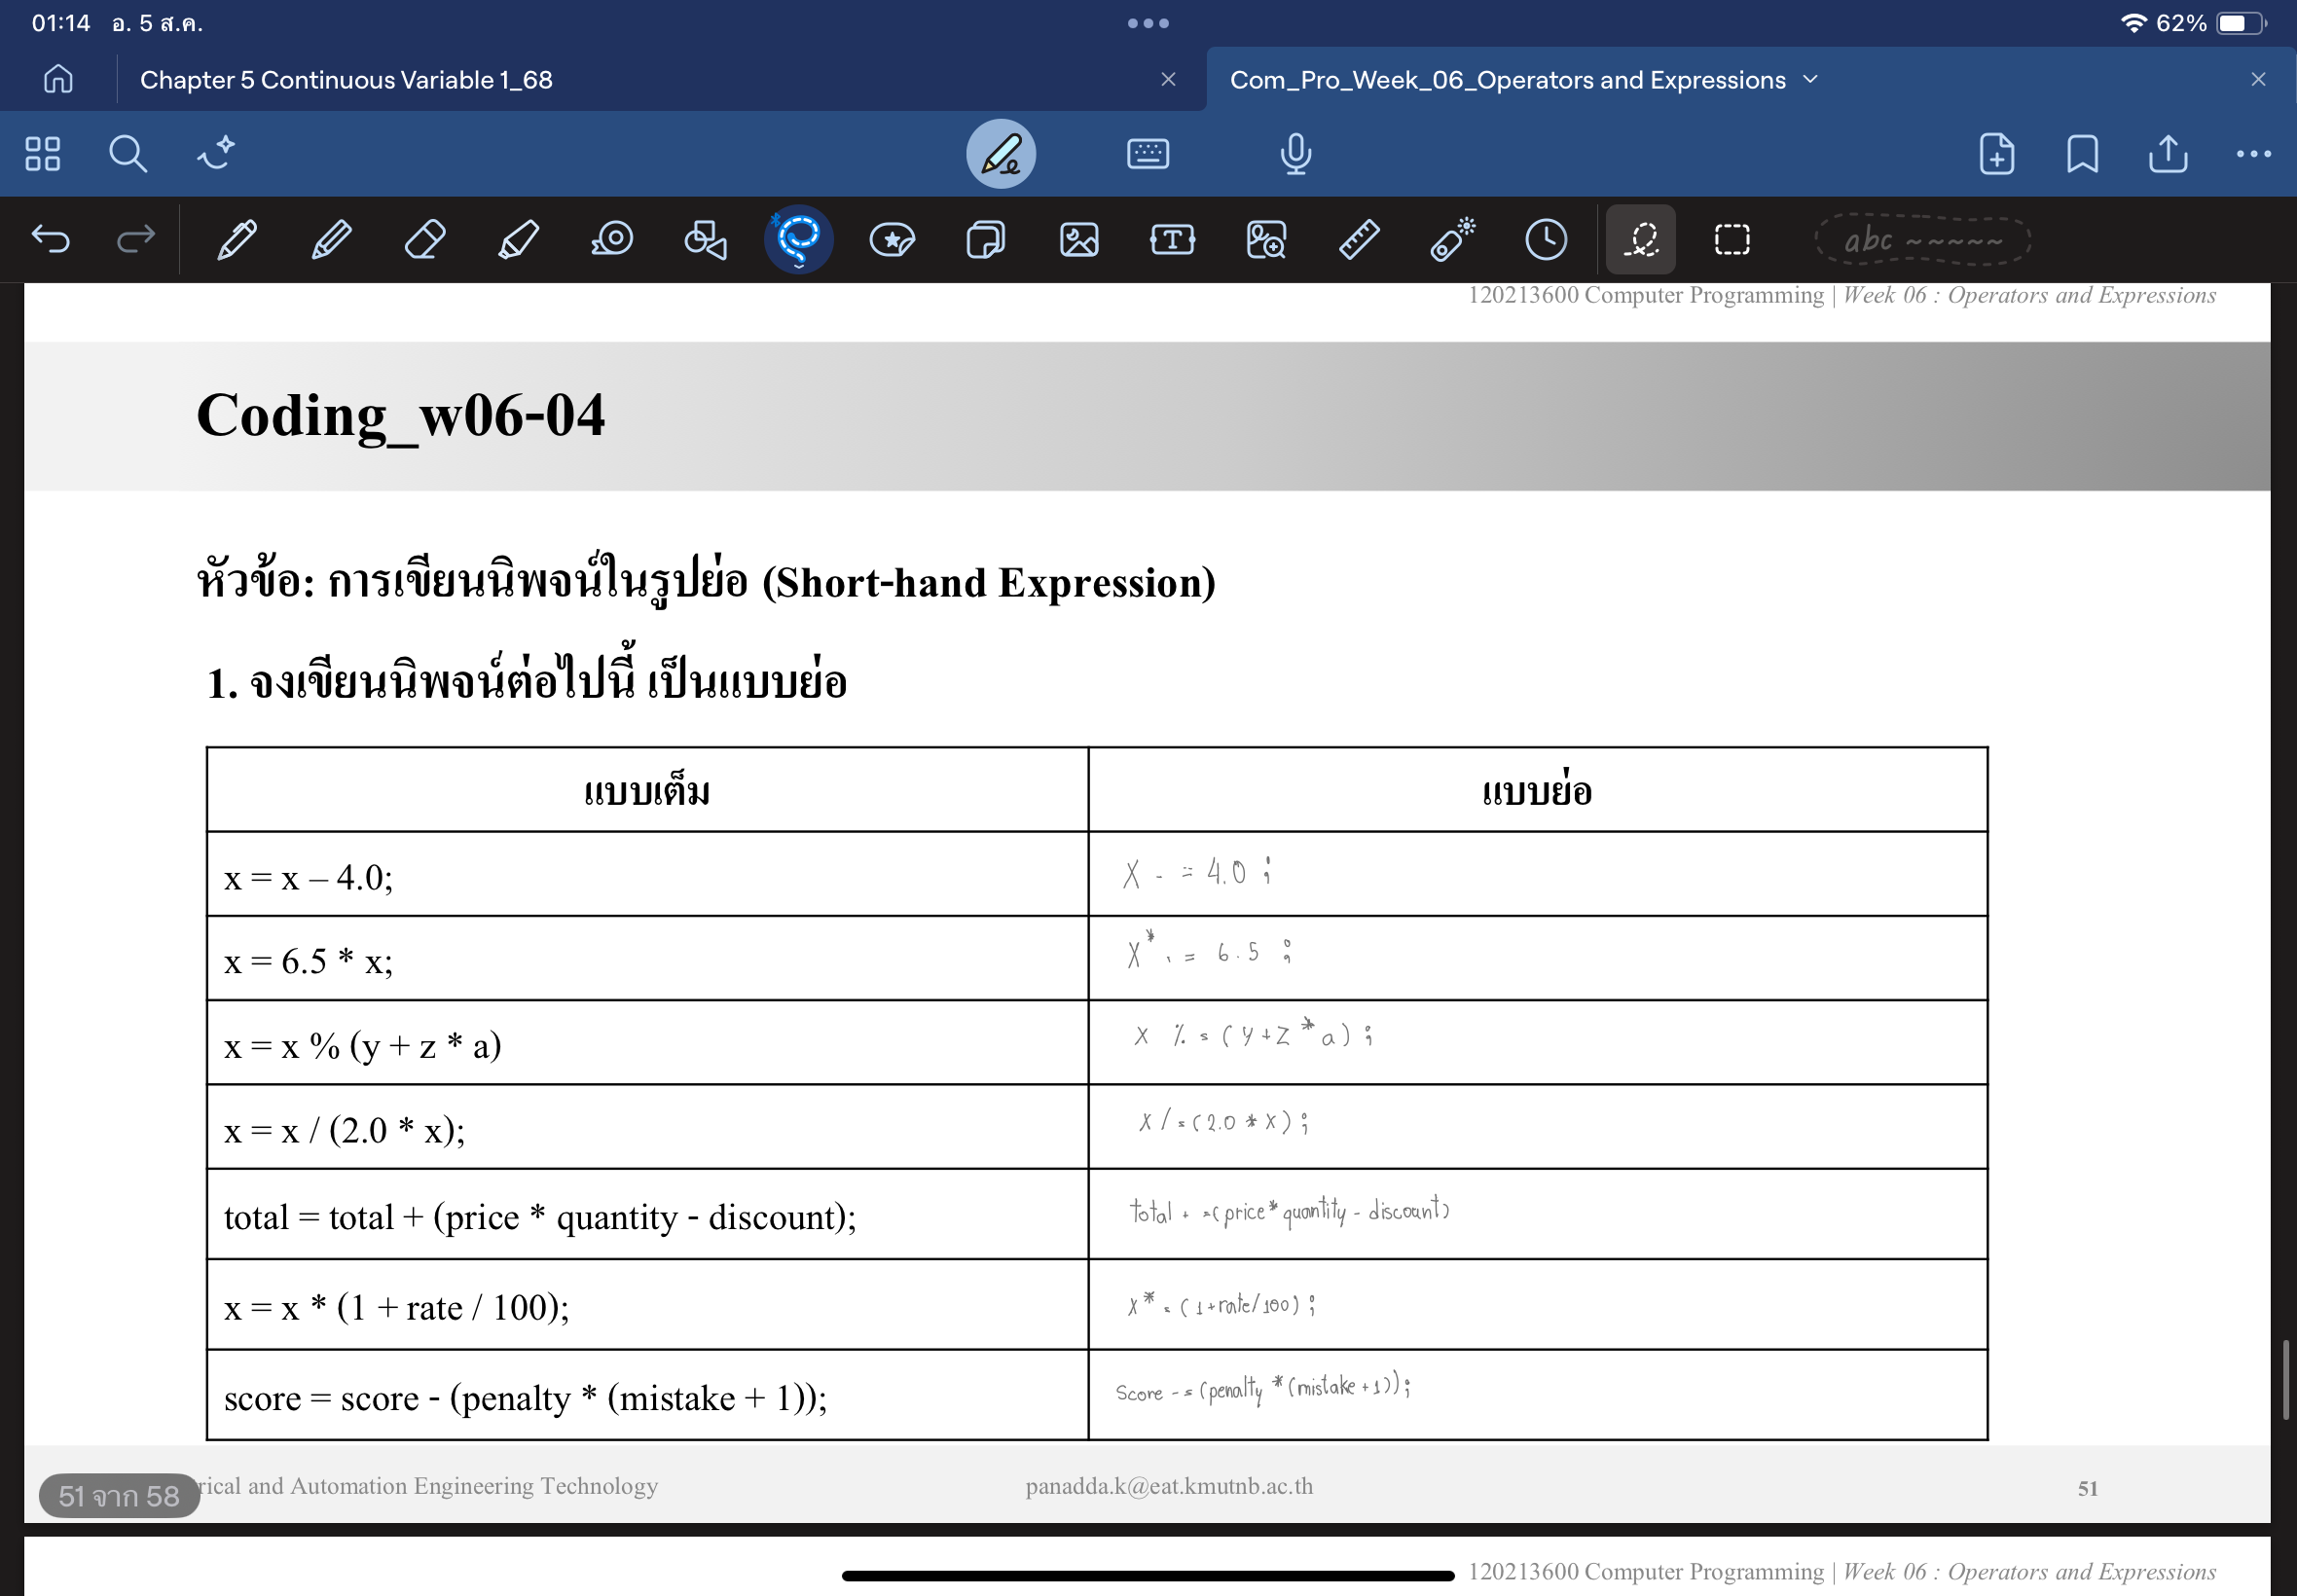 01:14 อ. 5 ส.ค.
62%
Chapter 5 Continuous Variable 1_68
Com_Pro_Week_06_Operators and Expressions
abc ~~~~~
120213600 Computer Programming | Week 06 : Operators and Expressions
Coding_w06-04
หัวข้อ: การเขียนนิพจน์ในรูปย่อ (Short-hand Expression)
1. จงเขียนนิพจน์ต่อไปนี้ เป็นแบบย่อ
แบบเต็ม
แบบย่อ
x = x – 4.0;
x - = 4.0 ;
x = 6.5 * x;
x * = 6.5 ;
x = x % (y + z * a)
x % = ( y + z * a ) ;
x = x / (2.0 * x);
x / = ( 2.0 * x ) ;
total = total + (price * quantity - discount);
total + = ( price * quantity - discount )
x = x * (1 + rate / 100);
x * = ( 1 + rate / 100 ) ;
score = score - (penalty * (mistake + 1));
score - = ( penalty * ( mistake + 1 ) ) ;
51 จาก 58
rical and Automation Engineering Technology
panadda.k@eat.kmutnb.ac.th
51
120213600 Computer Programming | Week 06 : Operators and Expressions